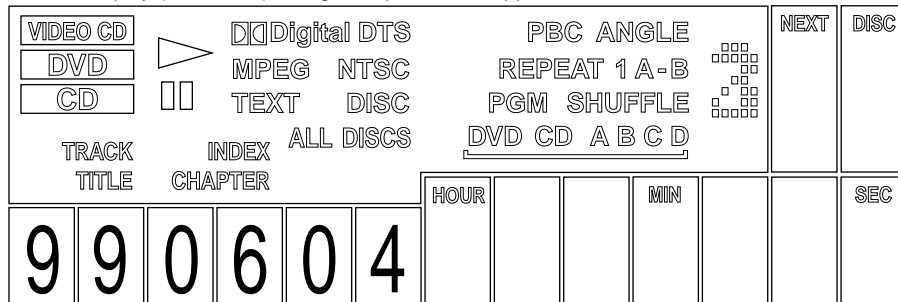 VIDEO CD
DVD
CD
Digital DTS
MPEG NTSC
TEXT DISC
ALL DISCS
PBC ANGLE
REPEAT 1 A-B
PGM SHUFFLE
DVD CD A B C D
3
NEXT
DISC
TRACK INDEX
TITLE CHAPTER
HOUR
MIN
SEC
990604